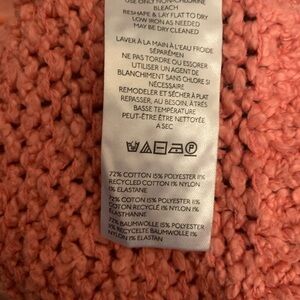 USE ONLY NON-CHLORINE
BLEACH
RESHAPE & LAY FLAT TO DRY
LOW IRON AS NEEDED
MAY BE DRY CLEANED
LAVER À LA MAIN À L'EAU FROIDE
SÉPARÉMEN
NE PAS TORDRE OU ESSORER
UTILISER UN AGENT DE
BLANCHIMENT SANS CHLORE SI
NÉCESSAIRE
REMODELER ET SÉCHER À PLAT
REPASSER, AU BESOIN, À TRÈS
BASSE TEMPÉRATURE
PEUT-ÊTRE ÊTRE NETTOYÉE
A SEC
P
72% COTTON 15% POLYESTER 11%
RECYCLED COTTON 1% NYLON
1% ELASTANE
72% COTON 15% POLYESTER 11%
COTON RECYCLÉ 1% NYLON 1%
ELASTHANNE
72% BAUMWOLLE 15% POLYESTER
11% RECYCELTE BAUMWOLLE 1%
NYLON 1% ELASTAN